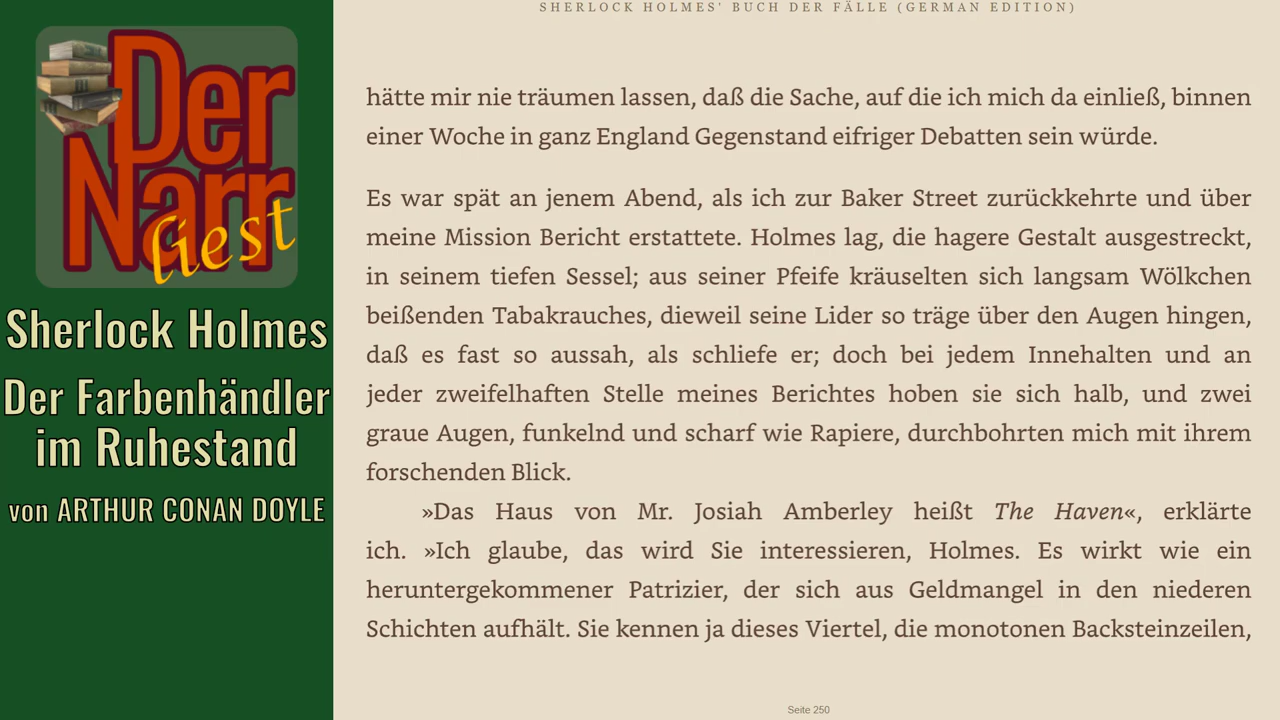 Der
Narr
liest
Sherlock Holmes
Der Farbenhändler
im Ruhestand
von ARTHUR CONAN DOYLE
SHERLOCK HOLMES' BUCH DER FÄLLE (GERMAN EDITION)
hätte mir nie träumen lassen, daß die Sache, auf die ich mich da einließ, binnen
einer Woche in ganz England Gegenstand eifriger Debatten sein würde.
Es war spät an jenem Abend, als ich zur Baker Street zurückkehrte und über
meine Mission Bericht erstattete. Holmes lag, die hagere Gestalt ausgestreckt,
in seinem tiefen Sessel; aus seiner Pfeife kräuselten sich langsam Wölkchen
beißenden Tabakrauches, dieweil seine Lider so träge über den Augen hingen,
daß es fast so aussah, als schliefe er; doch bei jedem Innehalten und an
jeder zweifelhaften Stelle meines Berichtes hoben sie sich halb, und zwei
graue Augen, funkelnd und scharf wie Rapiere, durchbohrten mich mit ihrem
forschenden Blick.
»Das Haus von Mr. Josiah Amberley heißt The Haven«, erklärte
ich. »Ich glaube, das wird Sie interessieren, Holmes. Es wirkt wie ein
heruntergekommener Patrizier, der sich aus Geldmangel in den niederen
Schichten aufhält. Sie kennen ja dieses Viertel, die monotonen Backsteinzeilen,
Seite 250